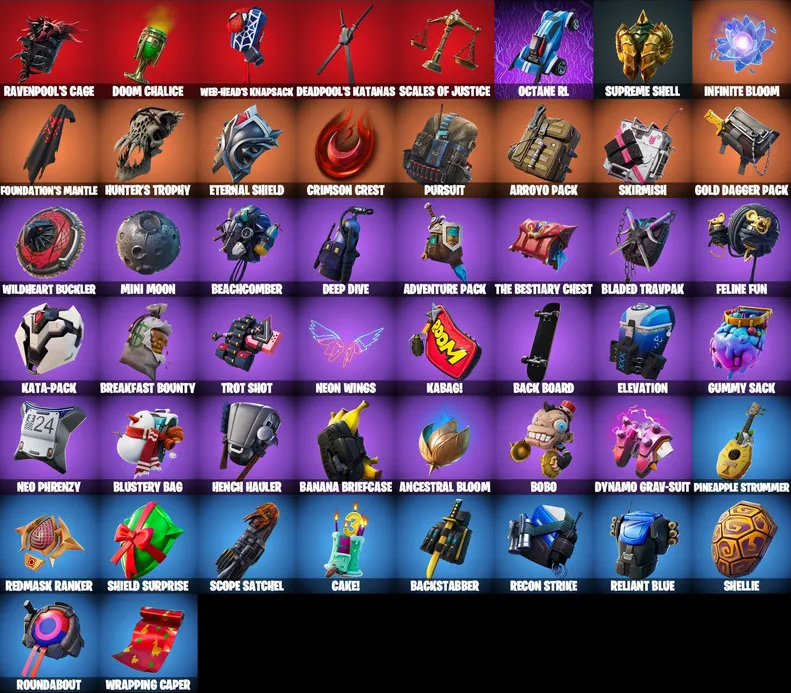 RAVENPOOL'S CAGE
DOOM CHALICE
WEB-HEAD'S KNAPSACK
DEADPOOL'S KATANAS
SCALES OF JUSTICE
OCTANE RL
SUPREME SHELL
INFINITE BLOOM
FOUNDATION'S MANTLE
HUNTER'S TROPHY
ETERNAL SHIELD
CRIMSON CREST
PURSUIT
ARROYO PACK
SKIRMISH
GOLD DAGGER PACK
WILDHEART BUCKLER
MINI MOON
BEACHCOMBER
DEEP DIVE
ADVENTURE PACK
THE BESTIARY CHEST
BLADED TRAVPAK
FELINE FUN
KATA-PACK
BREAKFAST BOUNTY
TROT SHOT
NEON WINGS
BOOM
KABAG!
BACK BOARD
ELEVATION
GUMMY SACK
24
NEO PHRENZY
BLUSTERY BAG
HENCH HAULER
BANANA BRIEFCASE
ANCESTRAL BLOOM
BOBO
DYNAMO GRAV-SUIT
PINEAPPLE STRUMMER
REDMASK RANKER
SHIELD SURPRISE
SCOPE SATCHEL
3
CAKE!
BACKSTABBER
RECON STRIKE
RELIANT BLUE
SHELLIE
ROUNDABOUT
WRAPPING CAPER